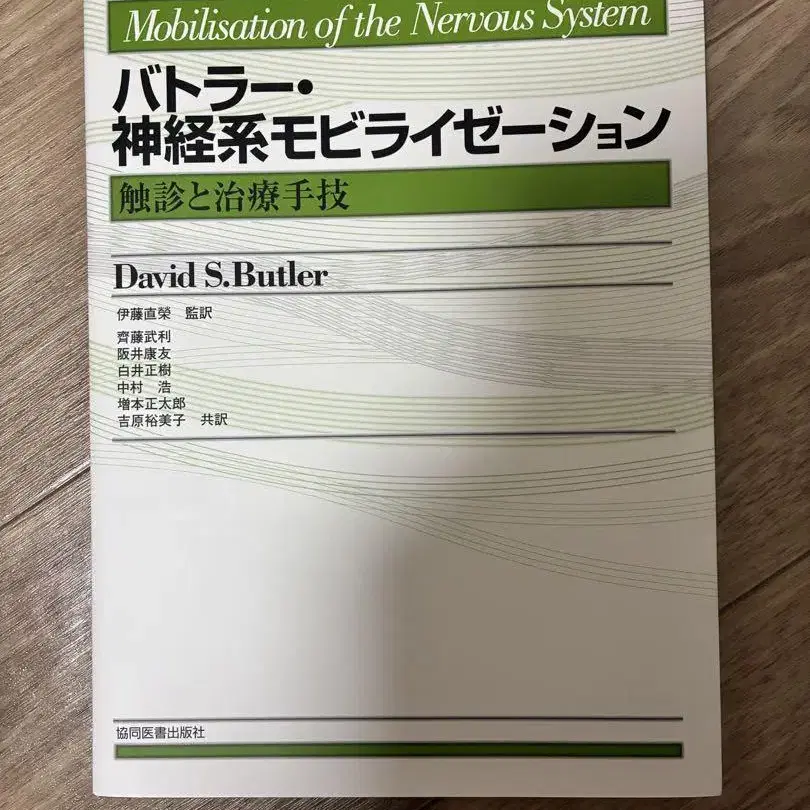 Mobilisation of the Nervous System
バトラー・
神経系モビライゼーション
触診と治療手技
David S.Butler
伊藤直榮　監訳
齊藤武利
阪井康友
白井正樹
中村　浩
増本正太郎
吉原裕美子　共訳
協同医書出版社